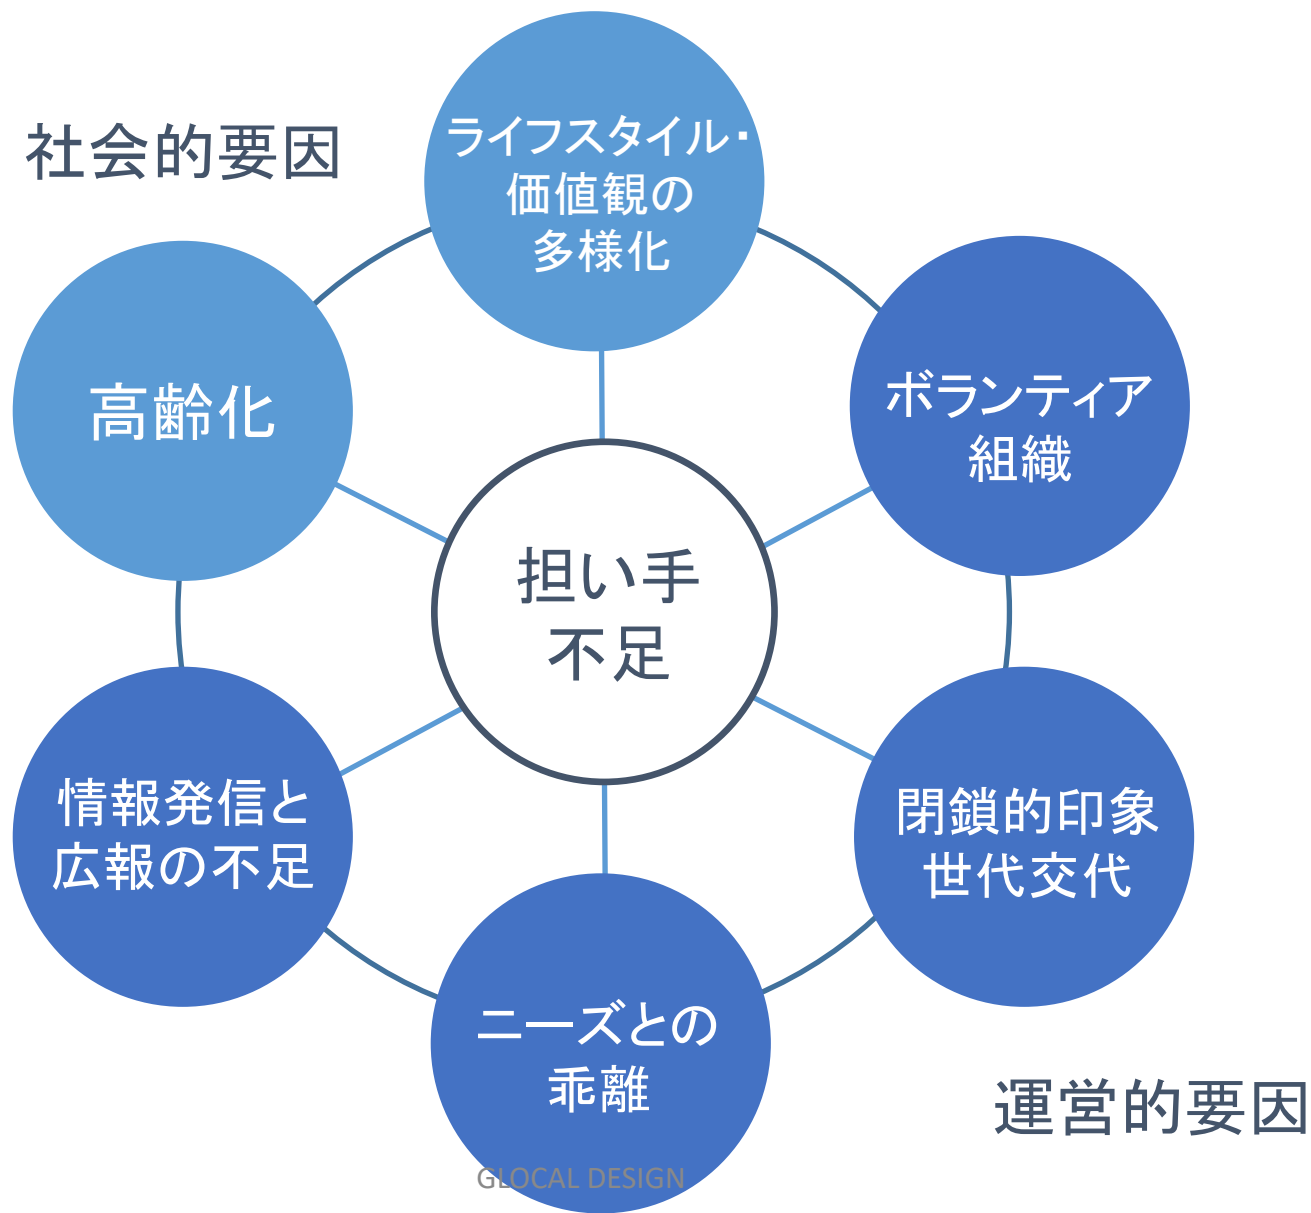 社会的要因
ライフスタイル・
価値観の
多様化
高齢化
ボランティア
組織
担い手
不足
情報発信と
広報の不足
閉鎖的印象
世代交代
ニーズとの
乖離
運営的要因
GLOCAL DESIGN